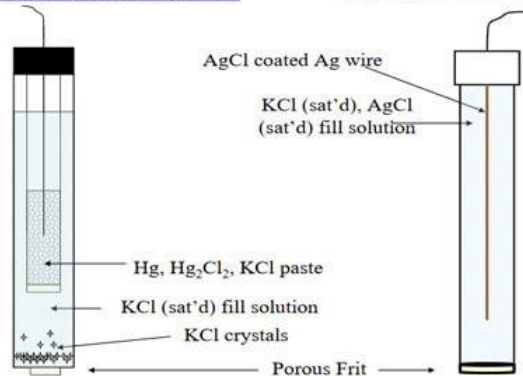 AgCl coated Ag wire
KCl (sat'd), AgCl
(sat'd) fill solution
Hg, Hg₂Cl₂, KCl paste
KCl (sat'd) fill solution
KCl crystals
Porous Frit